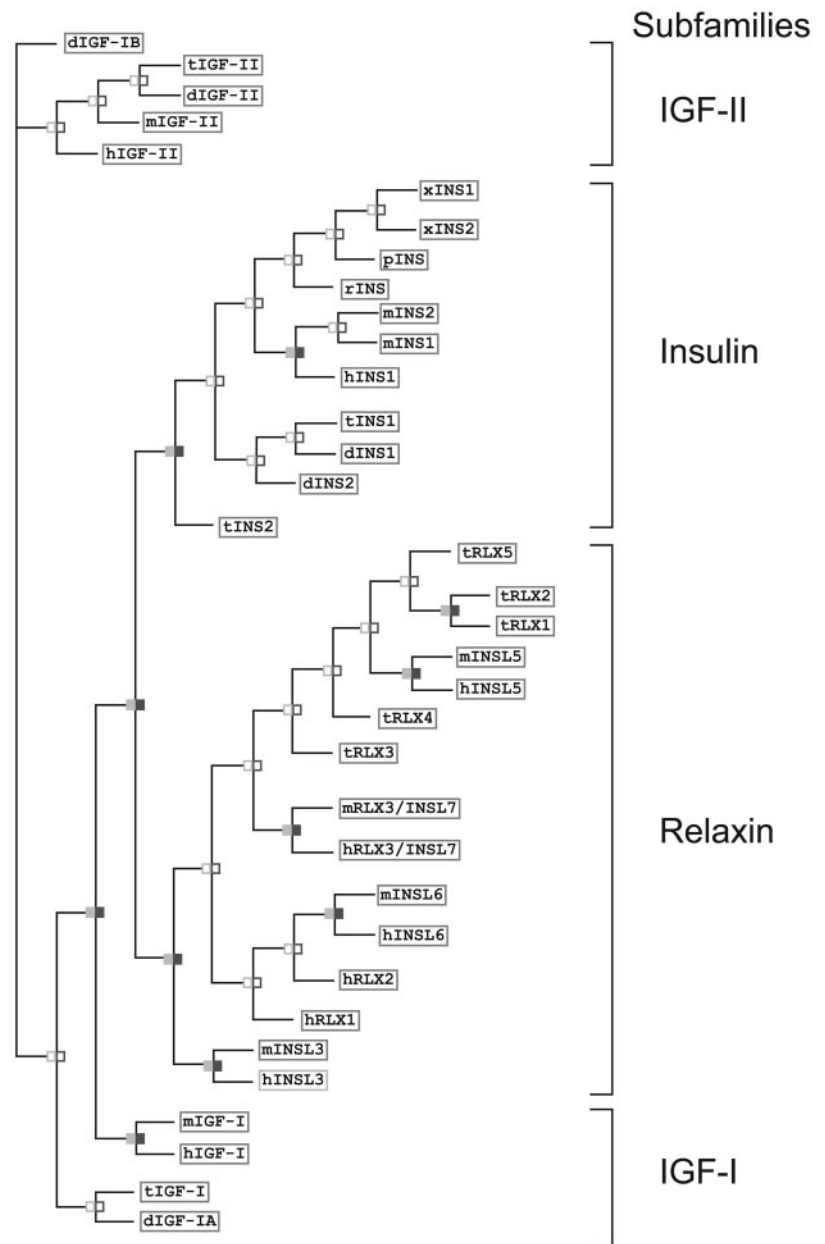 Subfamilies
dIGF-IB
tIGF-II
dIGF-II
mIGF-II
hIGF-II
IGF-II
xINS1
xINS2
pINS
rINS
mINS2
mINS1
hINS1
tINS1
dINS1
dINS2
tINS2
Insulin
tRLX5
tRLX2
tRLX1
mINSL5
hINSL5
tRLX4
tRLX3
mRLX3/INSL7
hRLX3/INSL7
mINSL6
hINSL6
hRLX2
hRLX1
mINSL3
hINSL3
Relaxin
mIGF-I
hIGF-I
tIGF-I
dIGF-IA
IGF-I